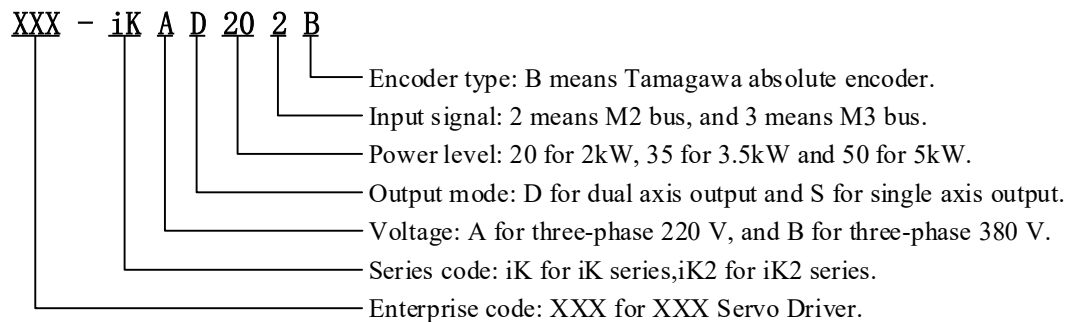 XXX - iK A D 20 2 B
Encoder type: B means Tamagawa absolute encoder.
Input signal: 2 means M2 bus, and 3 means M3 bus.
Power level: 20 for 2kW, 35 for 3.5kW and 50 for 5kW.
Output mode: D for dual axis output and S for single axis output.
Voltage: A for three-phase 220 V, and B for three-phase 380 V.
Series code: iK for iK series,iK2 for iK2 series.
Enterprise code: XXX for XXX Servo Driver.